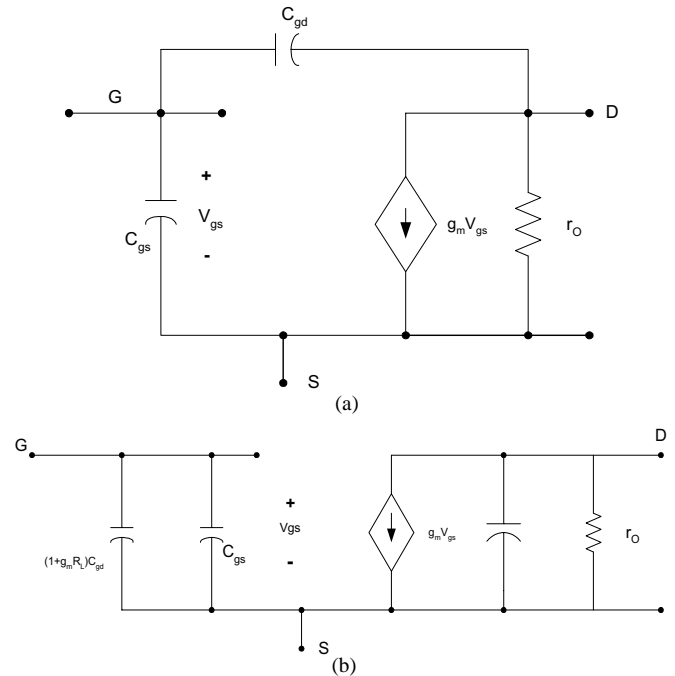 C_gd
G
D
+
V_gs
C_gs
-
g_mV_gs
r_O
S
(a)
G
D
+
Vgs
(1+g_mR_L)C_gd
C_gs
-
g_mV_gs
r_O
S
(b)